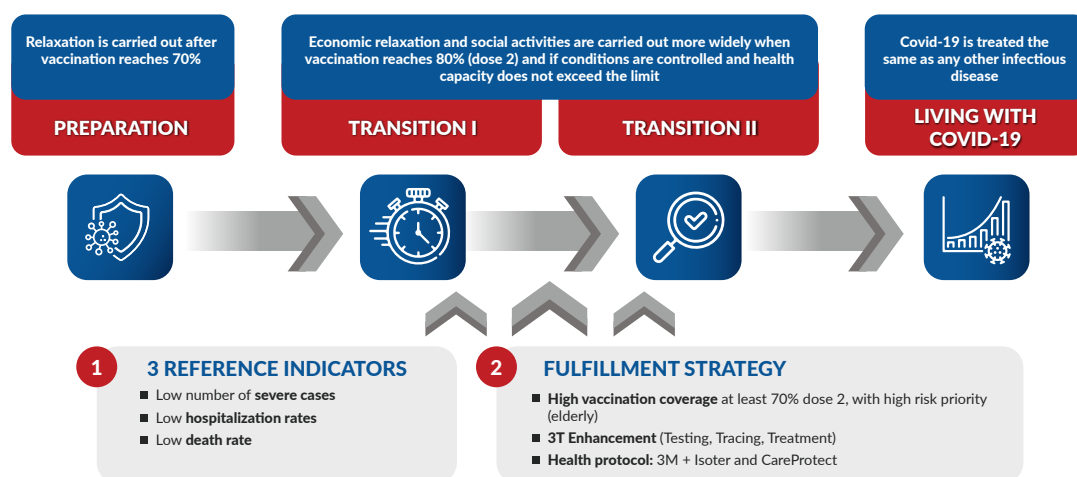 Relaxation is carried out after
vaccination reaches 70%
PREPARATION
Economic relaxation and social activities are carried out more widely when
vaccination reaches 80% (dose 2) and if conditions are controlled and health
capacity does not exceed the limit
TRANSITION I
TRANSITION II
Covid-19 is treated the
same as any other infectious
disease
LIVING WITH
COVID-19
1
3 REFERENCE INDICATORS
■ Low number of severe cases
■ Low hospitalization rates
■ Low death rate
2
FULFILLMENT STRATEGY
■ High vaccination coverage at least 70% dose 2, with high risk priority
(elderly)
■ 3T Enhancement (Testing, Tracing, Treatment)
■ Health protocol: 3M + Isoter and CareProtect